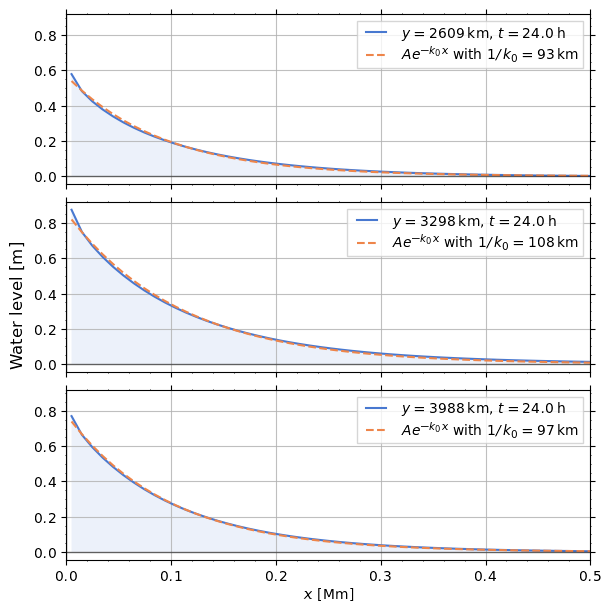 0.8
0.6
0.4
0.2
0.0
y = 2609 km, t = 24.0 h
Ae^{-k_0 x} with 1/k_0 = 93 km
Water level [m]
0.8
0.6
0.4
0.2
0.0
y = 3298 km, t = 24.0 h
Ae^{-k_0 x} with 1/k_0 = 108 km
0.8
0.6
0.4
0.2
0.0
y = 3988 km, t = 24.0 h
Ae^{-k_0 x} with 1/k_0 = 97 km
0.0 0.1 0.2 0.3 0.4 0.5
x [Mm]